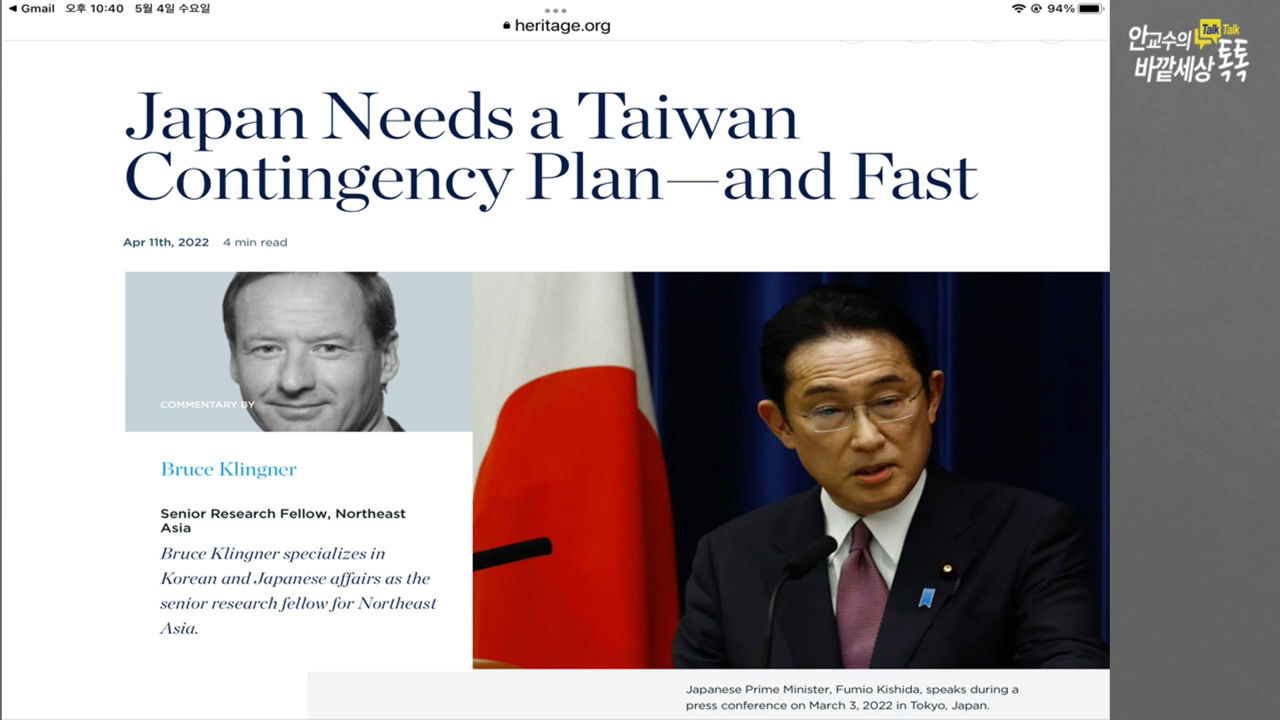 ◀ Gmail 오후 10:40 5월 4일 수요일
94%
heritage.org
안교수의 Talk Talk
바깥세상 톡톡
Japan Needs a Taiwan
Contingency Plan—and Fast
Apr 11th, 2022 4 min read
COMMENTARY BY
Bruce Klingner
Senior Research Fellow, Northeast
Asia
Bruce Klingner specializes in
Korean and Japanese affairs as the
senior research fellow for Northeast
Asia.
Japanese Prime Minister, Fumio Kishida, speaks during a
press conference on March 3, 2022 in Tokyo, Japan.